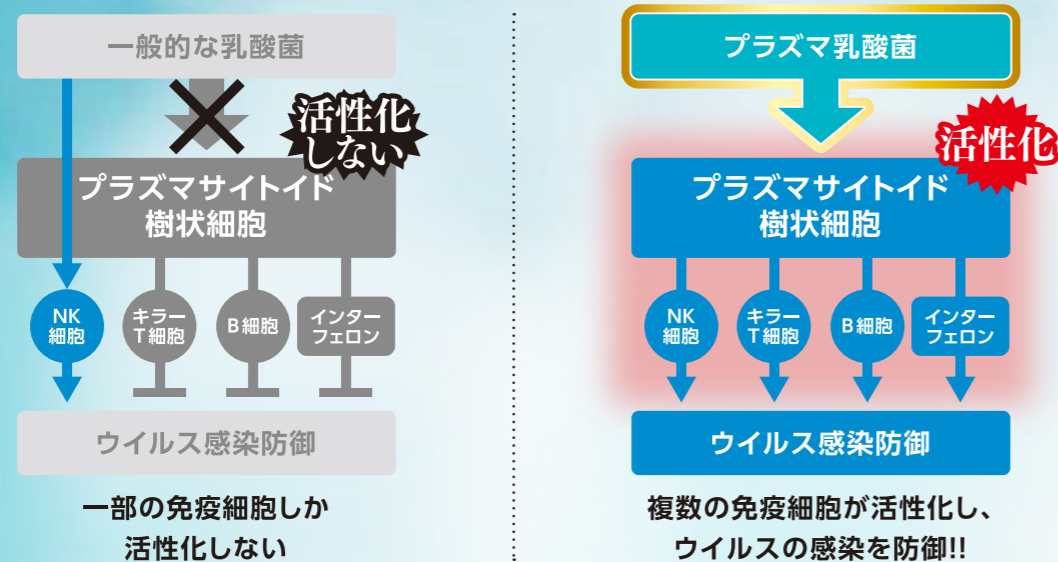 一般的な乳酸菌
活性化
しない
プラズマサイトイド
樹状細胞
NK
細胞
キラー
T細胞
B細胞
インター
フェロン
ウイルス感染防御
一部の免疫細胞しか
活性化しない
プラズマ乳酸菌
活性化
プラズマサイトイド
樹状細胞
NK
細胞
キラー
T細胞
B細胞
インター
フェロン
ウイルス感染防御
複数の免疫細胞が活性化し、
ウイルスの感染を防御!!